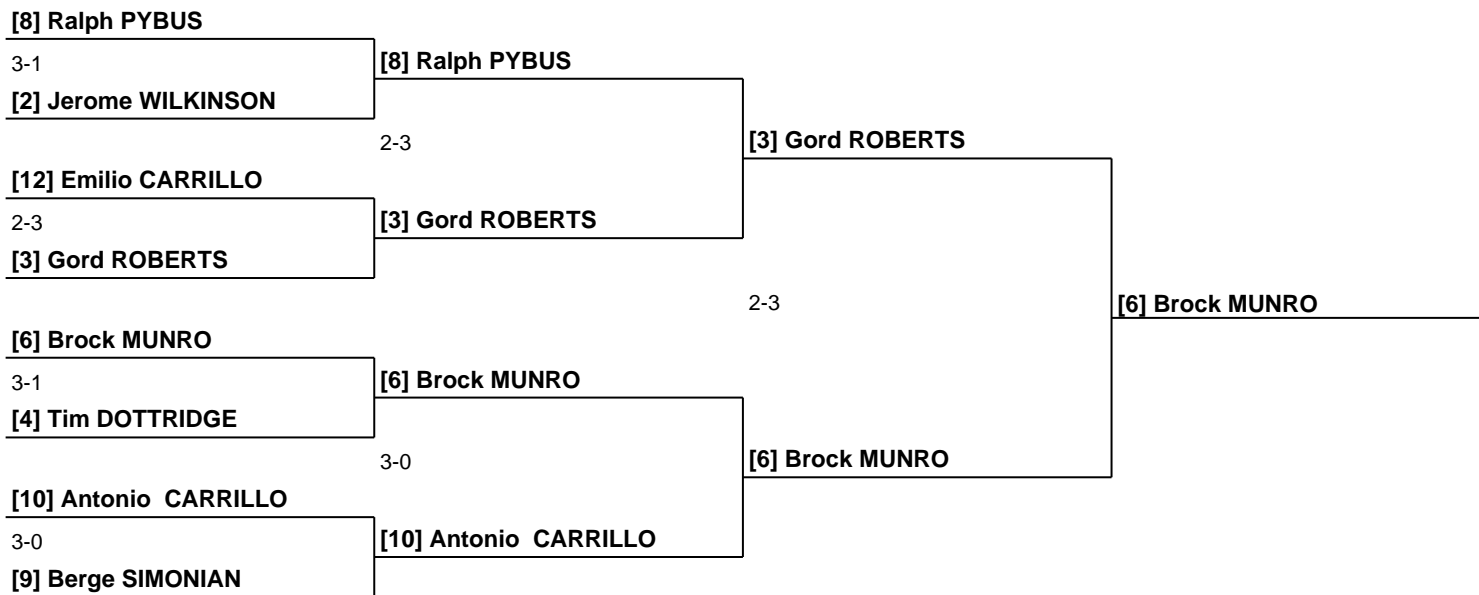 [8] Ralph PYBUS
3-1
[8] Ralph PYBUS
[2] Jerome WILKINSON
2-3
[3] Gord ROBERTS
[12] Emilio CARRILLO
2-3
[3] Gord ROBERTS
[3] Gord ROBERTS
2-3
[6] Brock MUNRO
[6] Brock MUNRO
3-1
[6] Brock MUNRO
[4] Tim DOTTRIDGE
3-0
[6] Brock MUNRO
[10] Antonio  CARRILLO
3-0
[10] Antonio  CARRILLO
[9] Berge SIMONIAN